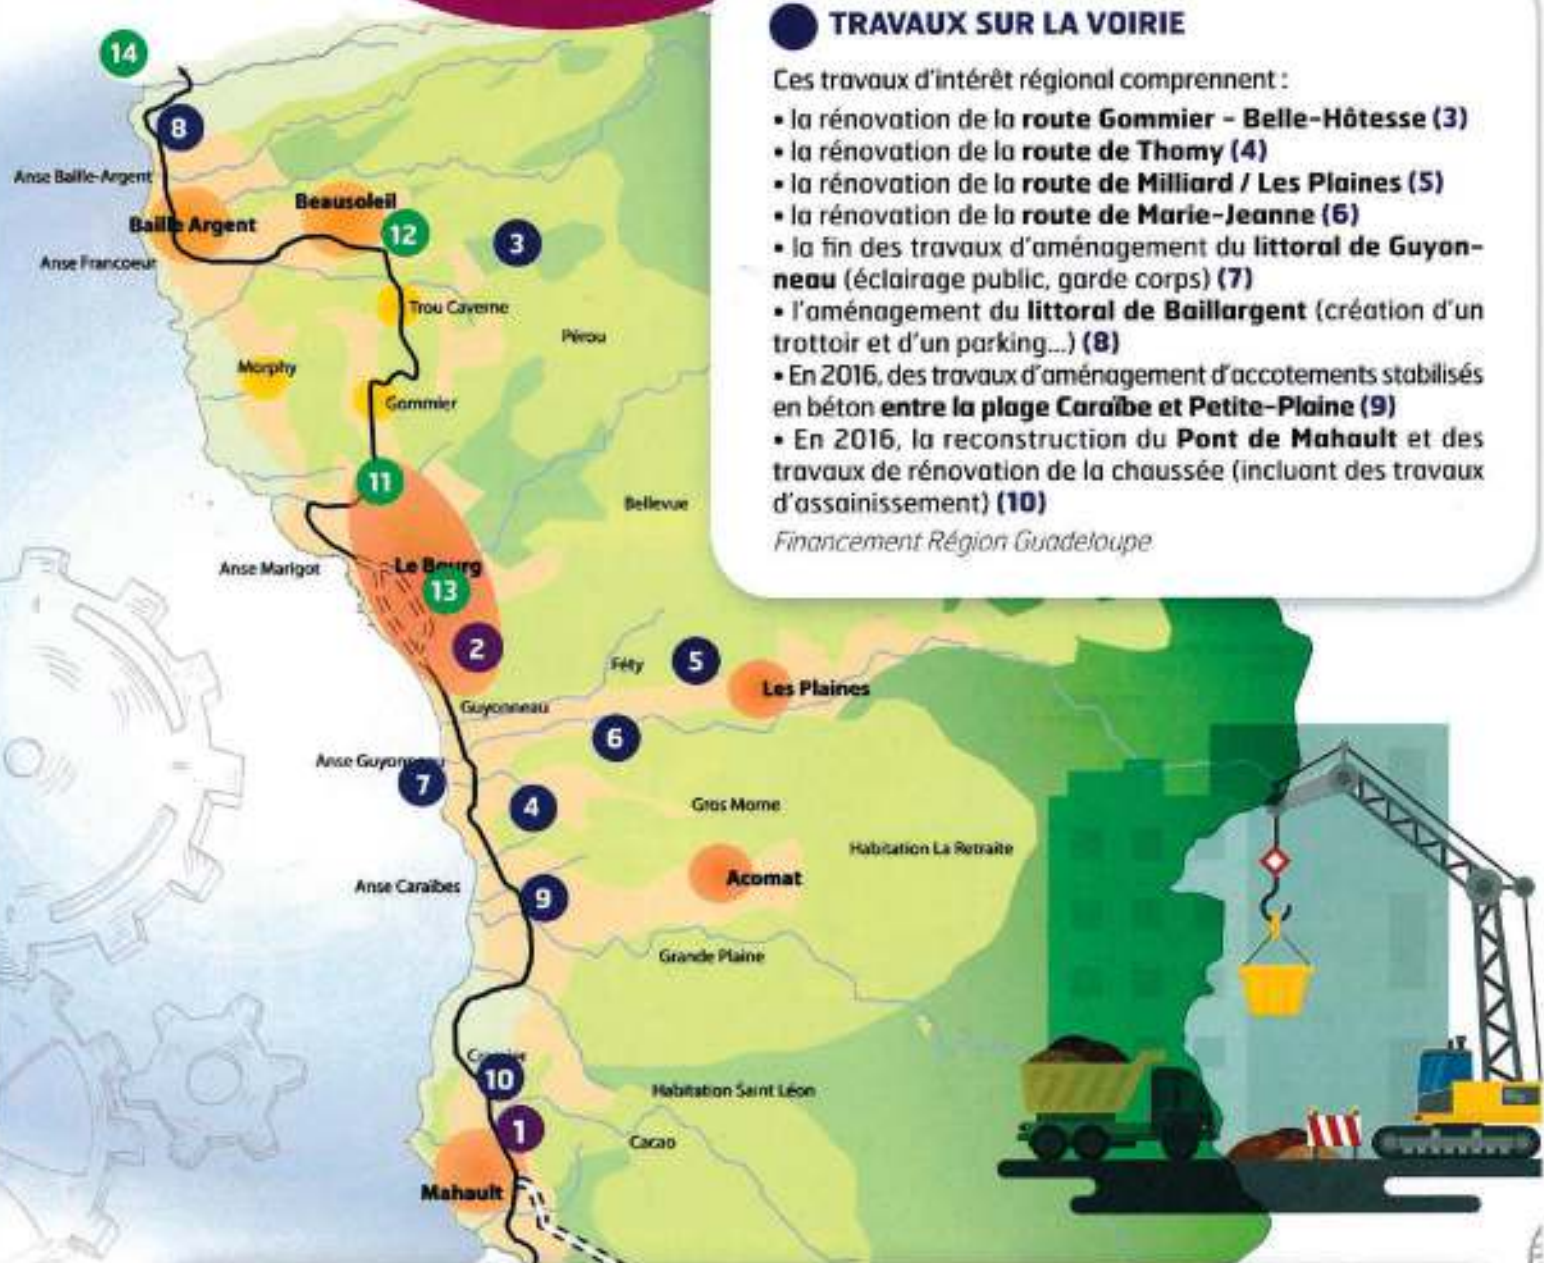 TRAVAUX SUR LA VOIRIE
Ces travaux d'intérêt régional comprennent :
• la rénovation de la route Gommier - Belle-Hôtesse (3)
• la rénovation de la route de Thomy (4)
• la rénovation de la route de Milliard / Les Plaines (5)
• la rénovation de la route de Marie-Jeanne (6)
• la fin des travaux d'aménagement du littoral de Guyon-
neau (éclairage public, garde corps) (7)
• l'aménagement du littoral de Baillargent (création d'un
trottoir et d'un parking...) (8)
• En 2016, des travaux d'aménagement d'accotements stabilisés
en béton entre la plage Caraïbe et Petite-Plaine (9)
• En 2016, la reconstruction du Pont de Mahault et des
travaux de rénovation de la chaussée (incluant des travaux
d'assainissement) (10)
Financement Région Guadeloupe
14
8
Anse Baille-Argent
Beausoleil
Baille Argent
12
3
Anse Francoeur
Trou Caverne
Pérou
Morphy
Gommier
11
Bellevue
Anse Marigot
Le Bourg
13
2
Féty
5
Les Plaines
Guyonneau
6
Anse Guyonneau
7
4
Gros Morne
Habitation La Retraite
Anse Caraïbes
Acomat
9
Grande Plaine
10
Habitation Saint Léon
1
Cacao
Mahault